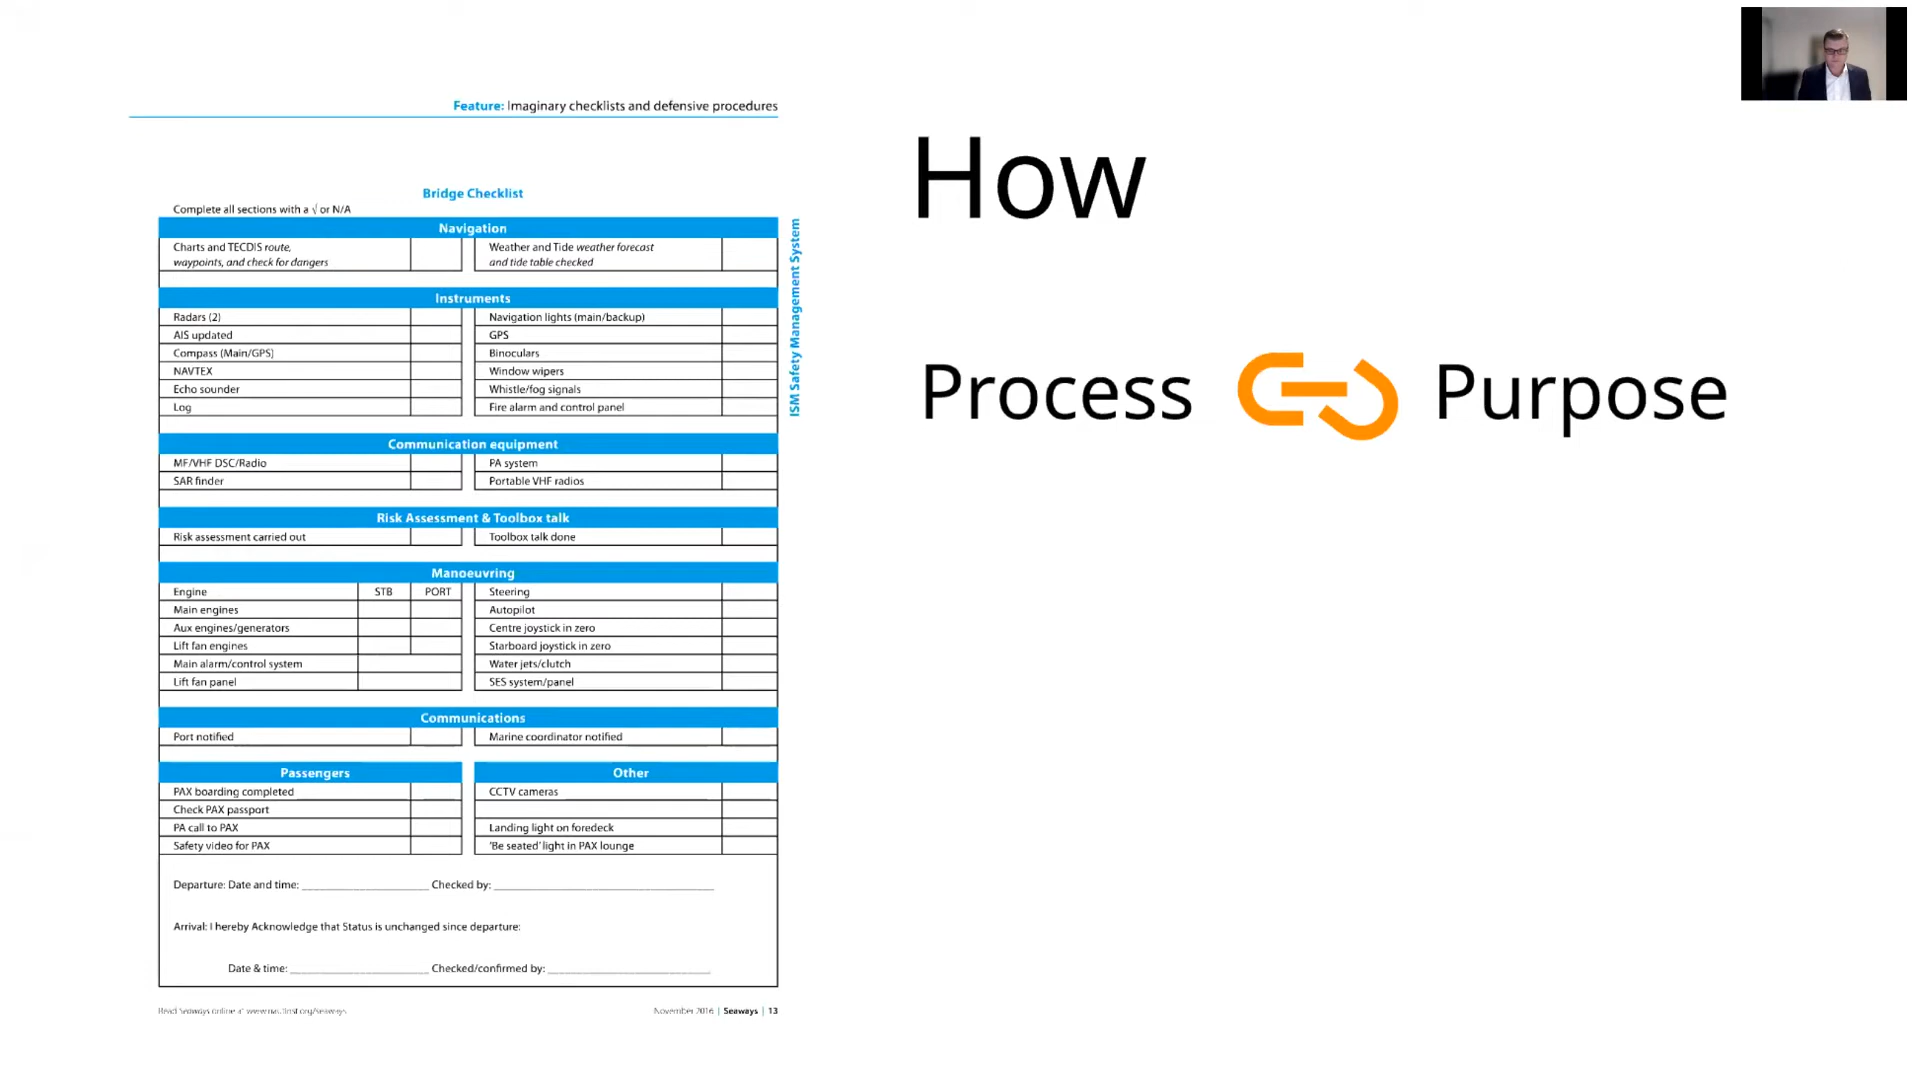 Feature: Imaginary checklists and defensive procedures
Bridge Checklist
Complete all sections with a √ or N/A
Navigation
Charts and TECDIS route,
waypoints, and check for dangers
Weather and Tide weather forecast
and tide table checked
Instruments
Radars (2)
Navigation lights (main/backup)
AIS updated
GPS
Compass (Main/GPS)
Binoculars
NAVTEX
Window wipers
Echo sounder
Whistle/fog signals
Log
Fire alarm and control panel
Communication equipment
MF/VHF DSC/Radio
PA system
SAR finder
Portable VHF radios
Risk Assessment & Toolbox talk
Risk assessment carried out
Toolbox talk done
Manoeuvring
Engine STB PORT
Steering
Main engines
Autopilot
Aux engines/generators
Centre joystick in zero
Lift fan engines
Starboard joystick in zero
Main alarm/control system
Water jets/clutch
Lift fan panel
SES system/panel
Communications
Port notified
Marine coordinator notified
Passengers
Other
PAX boarding completed
CCTV cameras
Check PAX passport
PA call to PAX
Landing light on foredeck
Safety video for PAX
'Be seated' light in PAX lounge
Departure: Date and time: Checked by:
Arrival: I hereby Acknowledge that Status is unchanged since departure:
Date & time: Checked/confirmed by:
Read Seaways online at www.nautinst.org/seaways
November 2016 | Seaways | 13
ISM Safety Management System
How
Process
Purpose